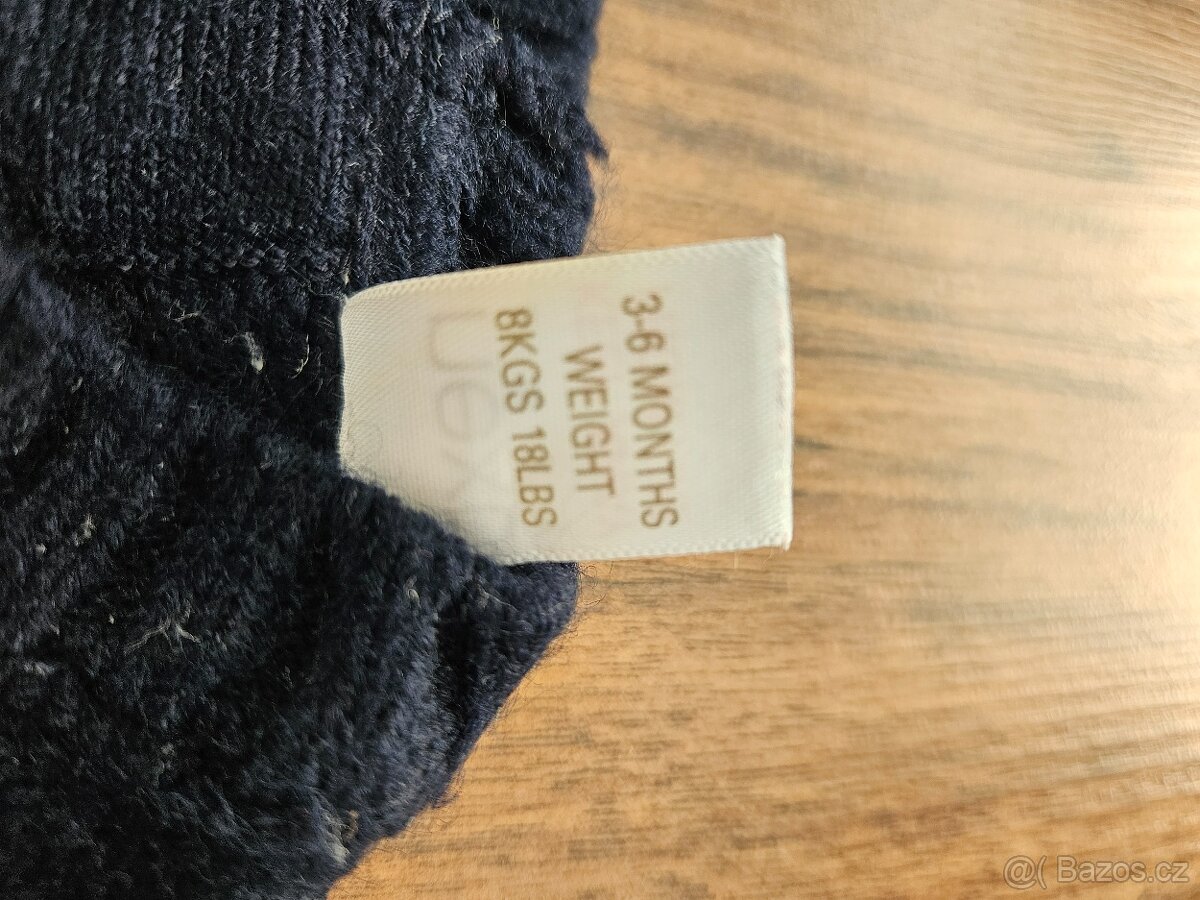 3-6 MONTHS
WEIGHT
8KGS 18LBS
@( Bazos.cz